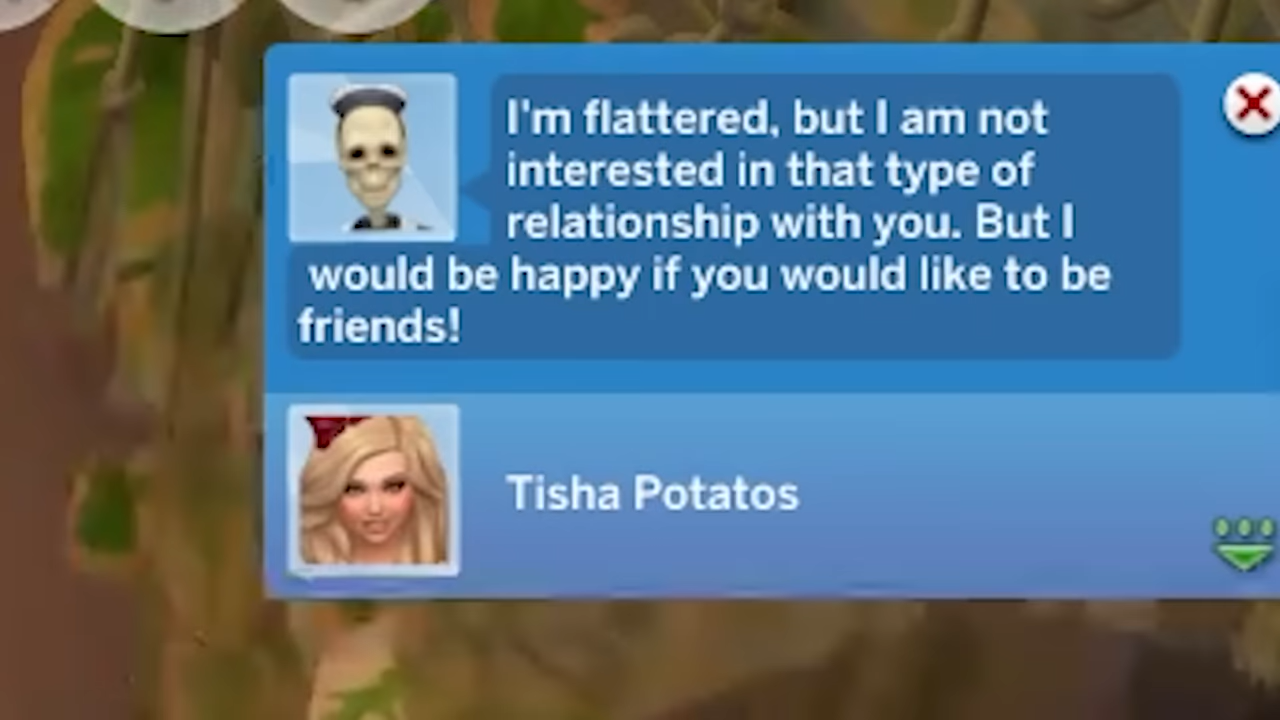 I'm flattered, but I am not
interested in that type of
relationship with you. But I
would be happy if you would like to be
friends!
Tisha Potatos